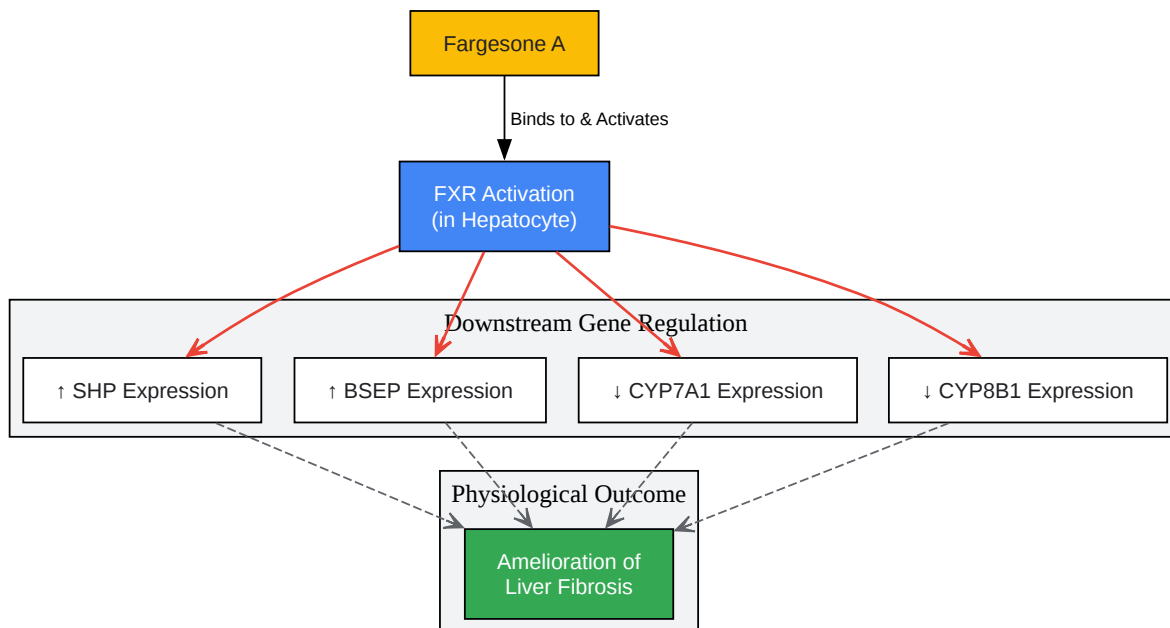 Fargesone A
Binds to & Activates
FXR Activation
(in Hepatocyte)
Downstream Gene Regulation
↑ SHP Expression
↑ BSEP Expression
↓ CYP7A1 Expression
↓ CYP8B1 Expression
Physiological Outcome
Amelioration of
Liver Fibrosis